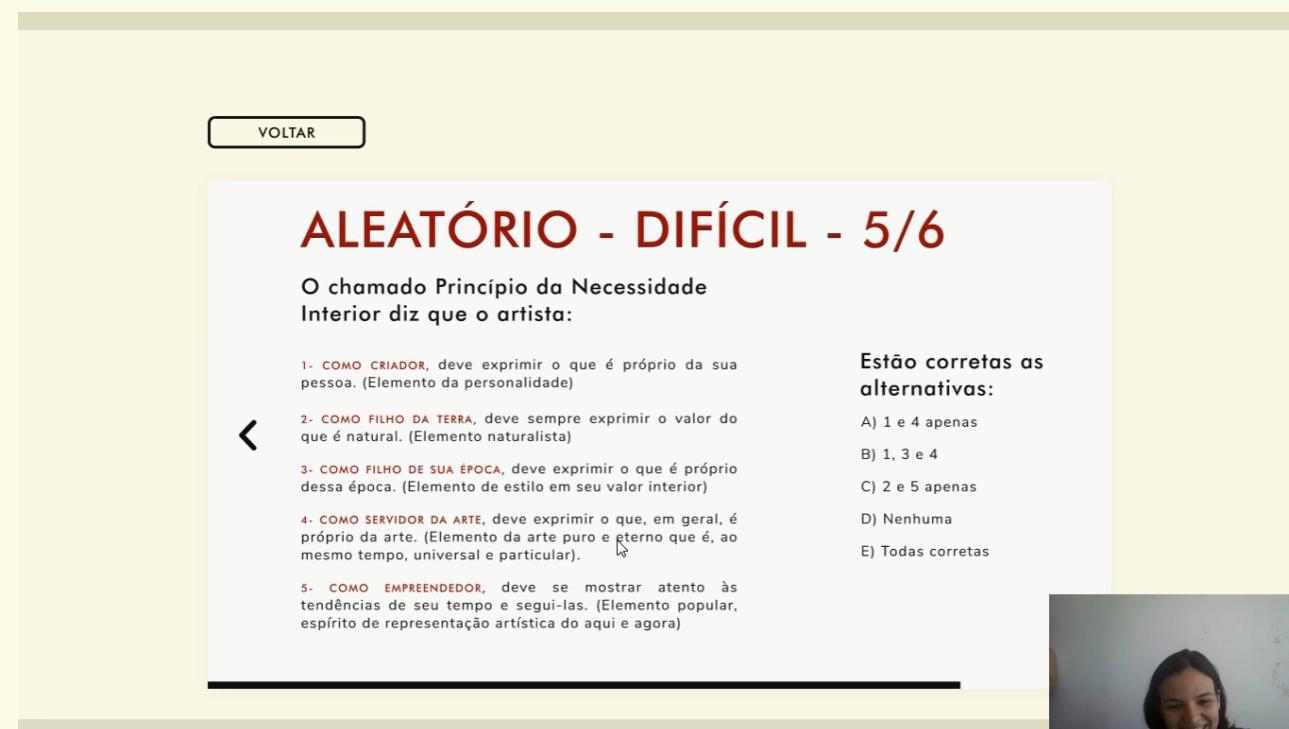 VOLTAR
ALEATÓRIO - DIFÍCIL - 5/6
O chamado Princípio da Necessidade
Interior diz que o artista:
1- COMO CRIADOR, deve exprimir o que é próprio da sua
pessoa. (Elemento da personalidade)
2- COMO FILHO DA TERRA, deve sempre exprimir o valor do
que é natural. (Elemento naturalista)
3- COMO FILHO DE SUA ÉPOCA, deve exprimir o que é próprio
dessa época. (Elemento de estilo em seu valor interior)
4- COMO SERVIDOR DA ARTE, deve exprimir o que, em geral, é
próprio da arte. (Elemento da arte puro e eterno que é, ao
mesmo tempo, universal e particular).
5- COMO EMPREENDEDOR, deve se mostrar atento às
tendências de seu tempo e segui-las. (Elemento popular,
espírito de representação artística do aqui e agora)
Estão corretas as
alternativas:
A) 1 e 4 apenas
B) 1, 3 e 4
C) 2 e 5 apenas
D) Nenhuma
E) Todas corretas